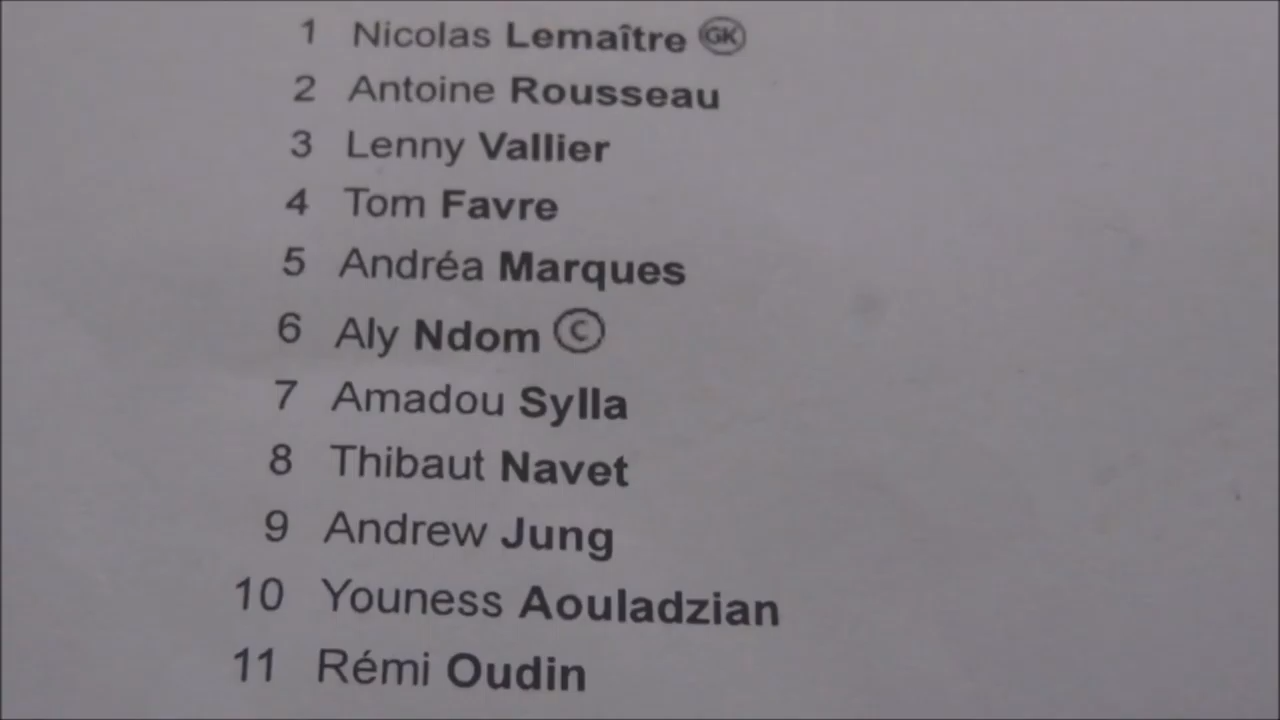 1 Nicolas Lemaître GK
2 Antoine Rousseau
3 Lenny Vallier
4 Tom Favre
5 Andréa Marques
6 Aly Ndom C
7 Amadou Sylla
8 Thibaut Navet
9 Andrew Jung
10 Youness Aouladzian
11 Rémi Oudin